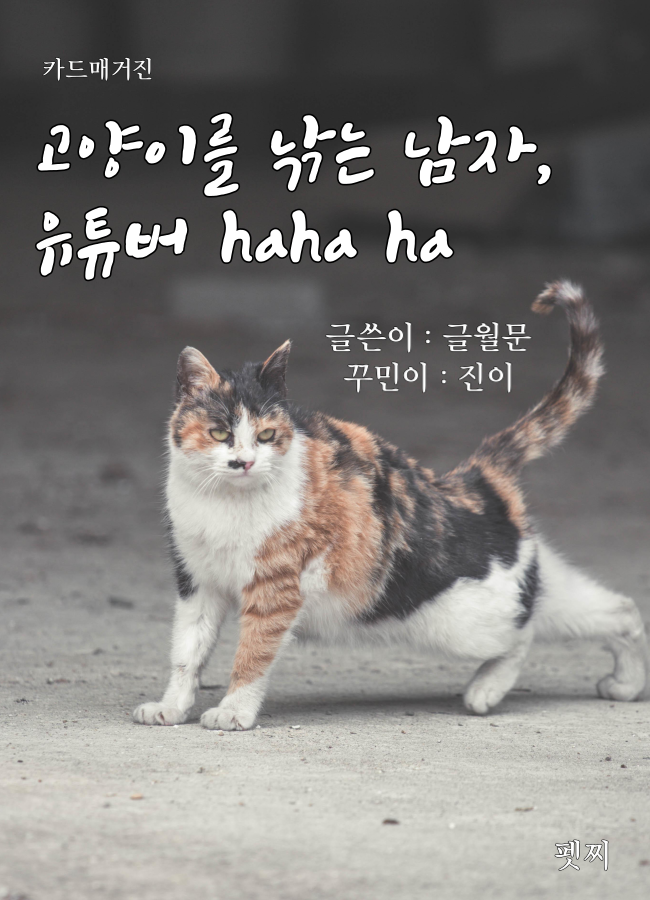 카드매거진
고양이를 낚는 남자,
유튜버 haha ha
글쓴이 : 글월문
꾸민이 : 진이
펫찌